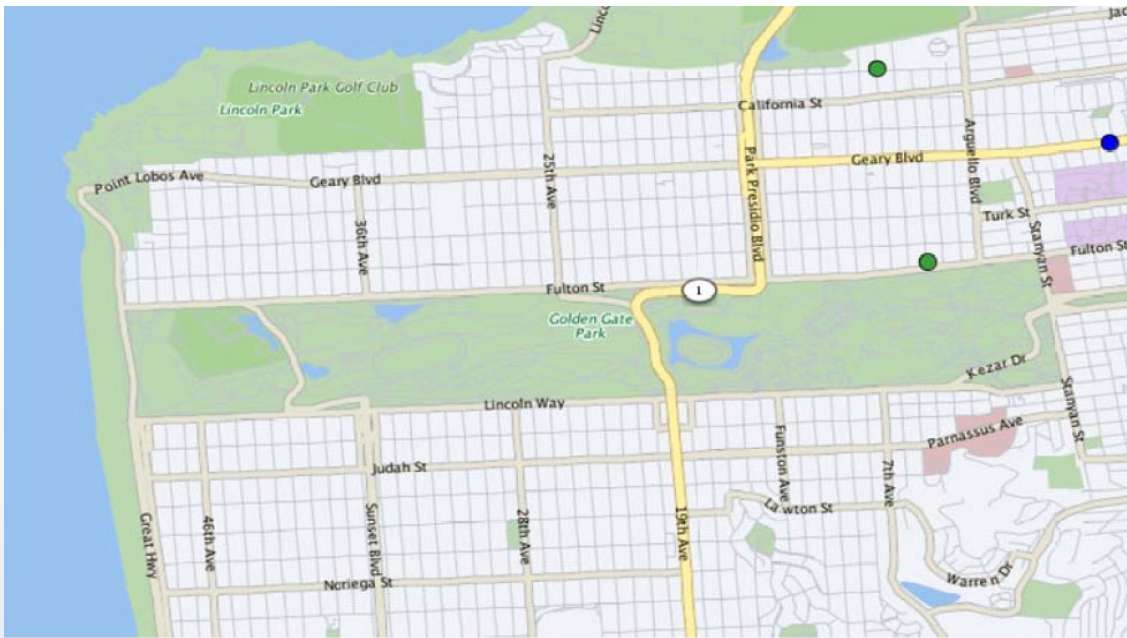 Linco
Jac
Lincoln Park Golf Club
Lincoln Park
California St
25th Ave
Park Presidio Blvd
Arguello Blvd
Geary Blvd
Point Lobos Ave
Geary Blvd
36th Ave
Turk St
Stanyan St
Fulton St
Fulton St
1
Golden Gate
Park
Kezar Dr
Lincoln Way
Stanyan St
Funston Ave
Parnassus Ave
Judah St
7th Ave
Lawton St
Great Hwy
46th Ave
Sunset Blvd
28th Ave
19th Ave
Noriega St
Warren Dr